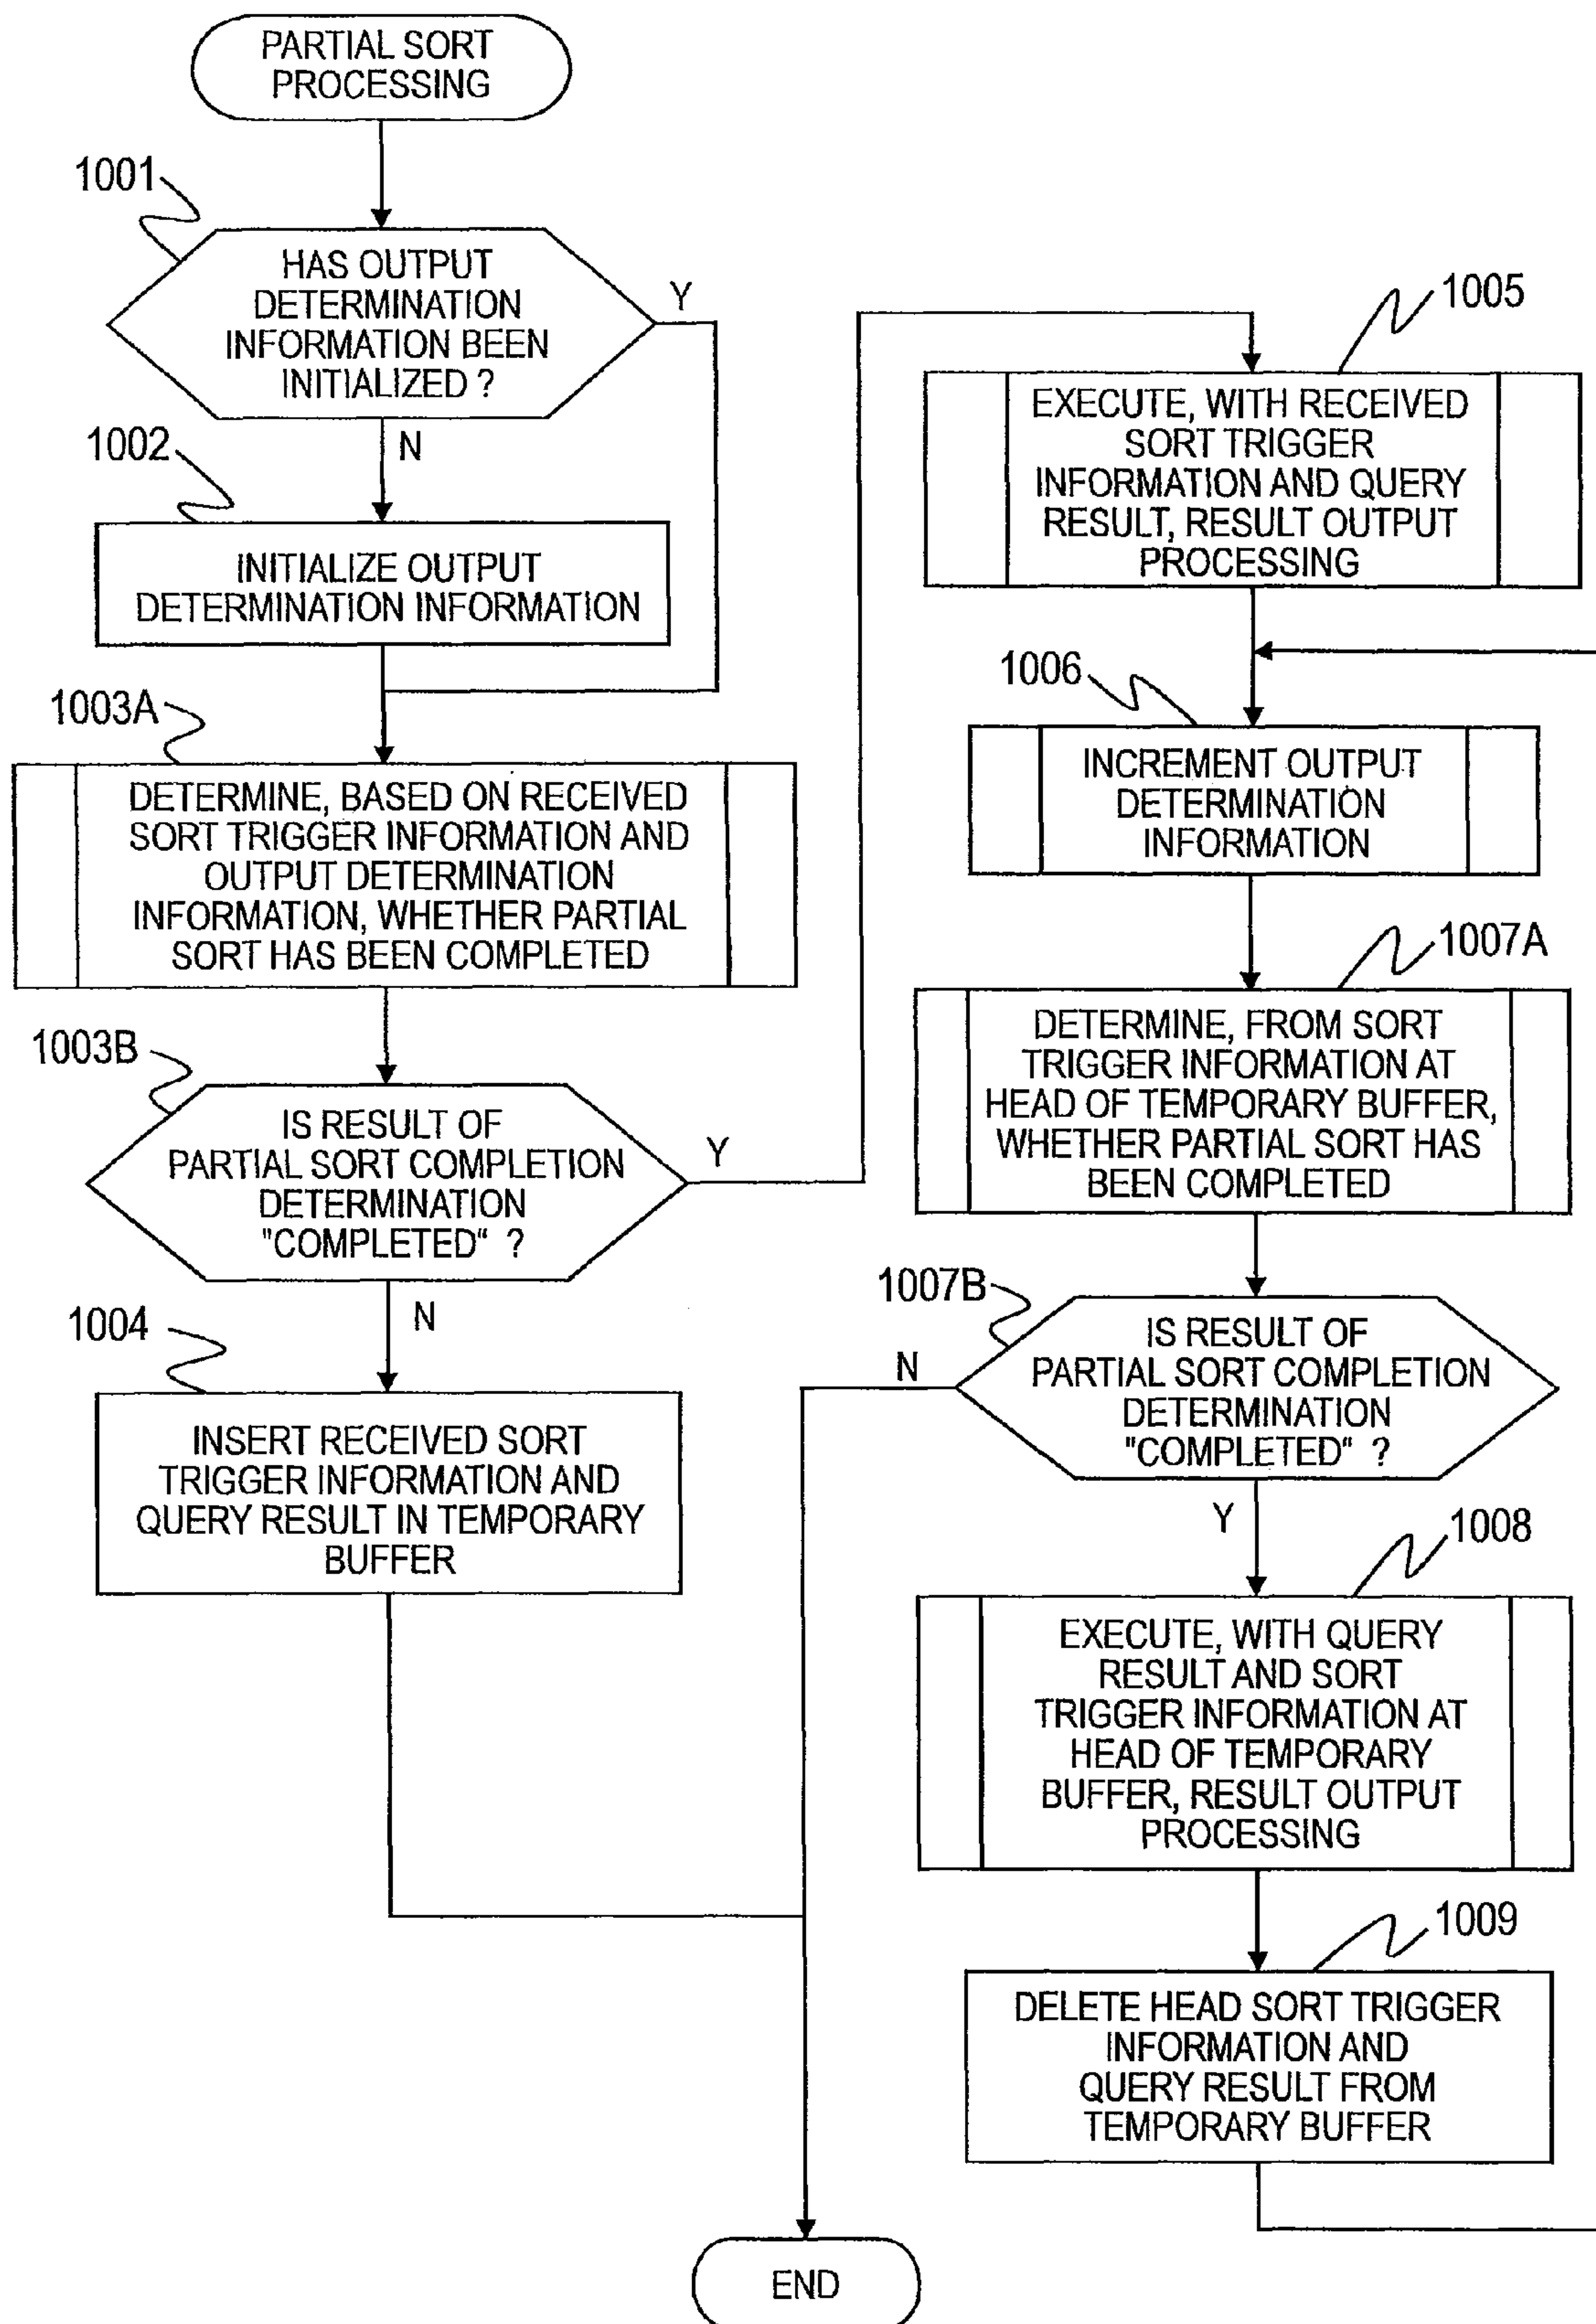 PARTIAL SORT
PROCESSING
1001
HAS OUTPUT
DETERMINATION
INFORMATION BEEN
INITIALIZED ?
Y
N
1002
INITIALIZE OUTPUT
DETERMINATION INFORMATION
1003A
DETERMINE, BASED ON RECEIVED
SORT TRIGGER INFORMATION AND
OUTPUT DETERMINATION
INFORMATION, WHETHER PARTIAL
SORT HAS BEEN COMPLETED
1003B
IS RESULT OF
PARTIAL SORT COMPLETION
DETERMINATION
"COMPLETED" ?
Y
N
1004
INSERT RECEIVED SORT
TRIGGER INFORMATION AND
QUERY RESULT IN TEMPORARY
BUFFER
1005
EXECUTE, WITH RECEIVED
SORT TRIGGER
INFORMATION AND QUERY
RESULT, RESULT OUTPUT
PROCESSING
1006
INCREMENT OUTPUT
DETERMINATION
INFORMATION
1007A
DETERMINE, FROM SORT
TRIGGER INFORMATION AT
HEAD OF TEMPORARY BUFFER,
WHETHER PARTIAL SORT HAS
BEEN COMPLETED
1007B
IS RESULT OF
PARTIAL SORT COMPLETION
DETERMINATION
"COMPLETED" ?
N
Y
1008
EXECUTE, WITH QUERY
RESULT AND SORT
TRIGGER INFORMATION AT
HEAD OF TEMPORARY
BUFFER, RESULT OUTPUT
PROCESSING
1009
DELETE HEAD SORT TRIGGER
INFORMATION AND
QUERY RESULT FROM
TEMPORARY BUFFER
END